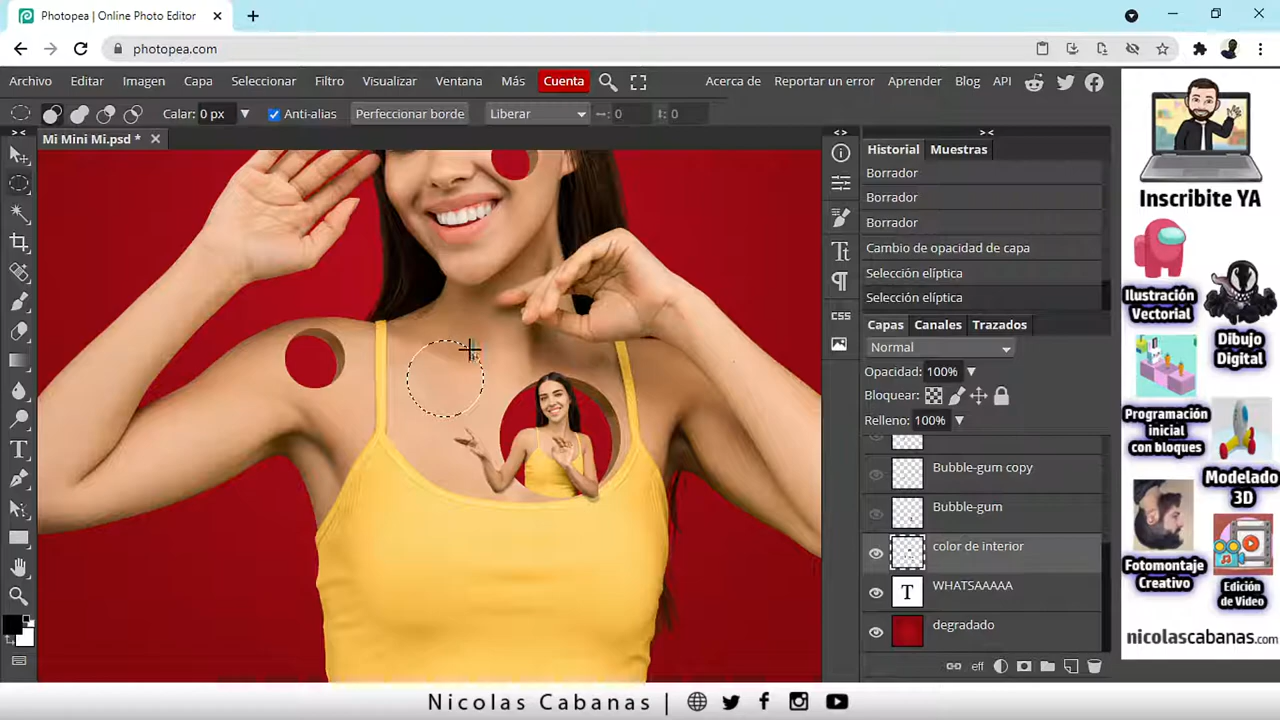 Photopea | Online Photo Editor
photopea.com
Archivo Editar Imagen Capa Seleccionar Filtro Visualizar Ventana Más Cuenta Acerca de Reportar un error Aprender Blog API
Calar: 0 px Anti-alias Perfeccionar borde Liberar 0 0
Mi Mini Mi.psd *
Historial Muestras
Borrador
Borrador
Borrador
Cambio de opacidad de capa
Selección elíptica
Selección elíptica
CSS
Capas Canales Trazados
Normal
Opacidad: 100%
Bloquear:
Relleno: 100%
Bubble-gum copy
Bubble-gum
color de interior
T WHATSAAAAA
degradado
eff
Inscribite YA
Ilustración
Vectorial
Dibujo
Digital
Programación
inicial
con bloques
Modelado
3D
Fotomontaje
Creativo
Edición
de Video
nicolascabanas.com
Nicolas Cabanas |